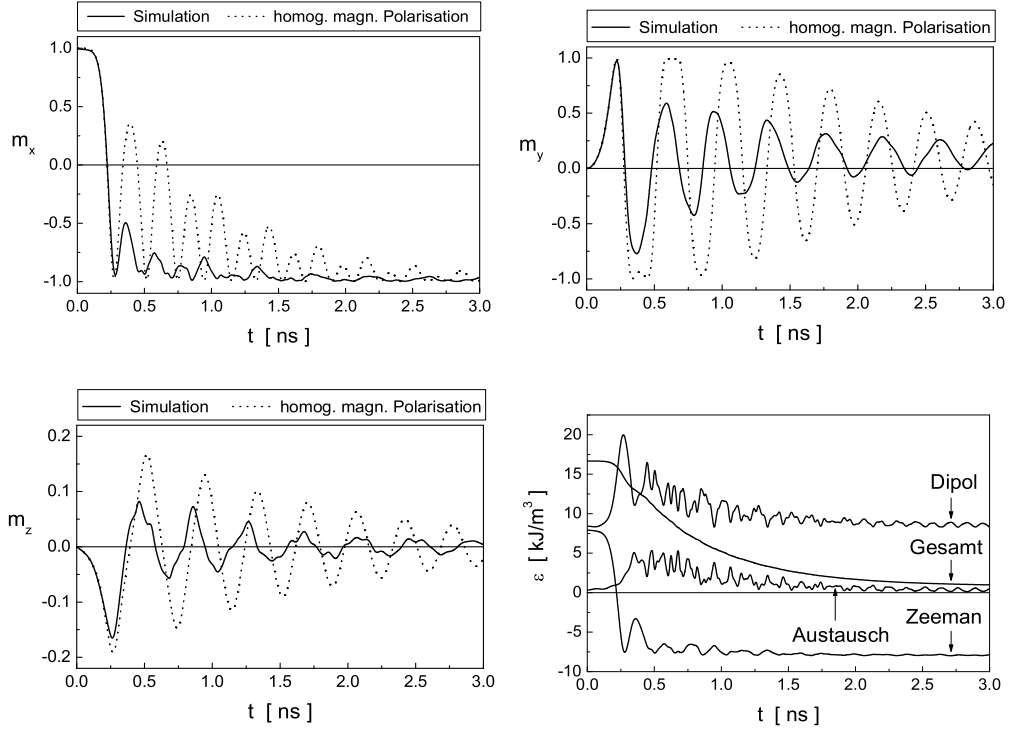 Simulation homog. magn. Polarisation
1.0
0.5
0.0
-0.5
-1.0
m_x
0.0 0.5 1.0 1.5 2.0 2.5 3.0
t [ ns ]
Simulation homog. magn. Polarisation
1.0
0.5
0.0
-0.5
-1.0
m_y
0.0 0.5 1.0 1.5 2.0 2.5 3.0
t [ ns ]
Simulation homog. magn. Polarisation
0.2
0.1
0.0
-0.1
-0.2
m_z
0.0 0.5 1.0 1.5 2.0 2.5 3.0
t [ ns ]
20
15
10
5
0
-5
-10
ε [ kJ/m³ ]
Dipol
Gesamt
Zeeman
Austausch
0.0 0.5 1.0 1.5 2.0 2.5 3.0
t [ ns ]